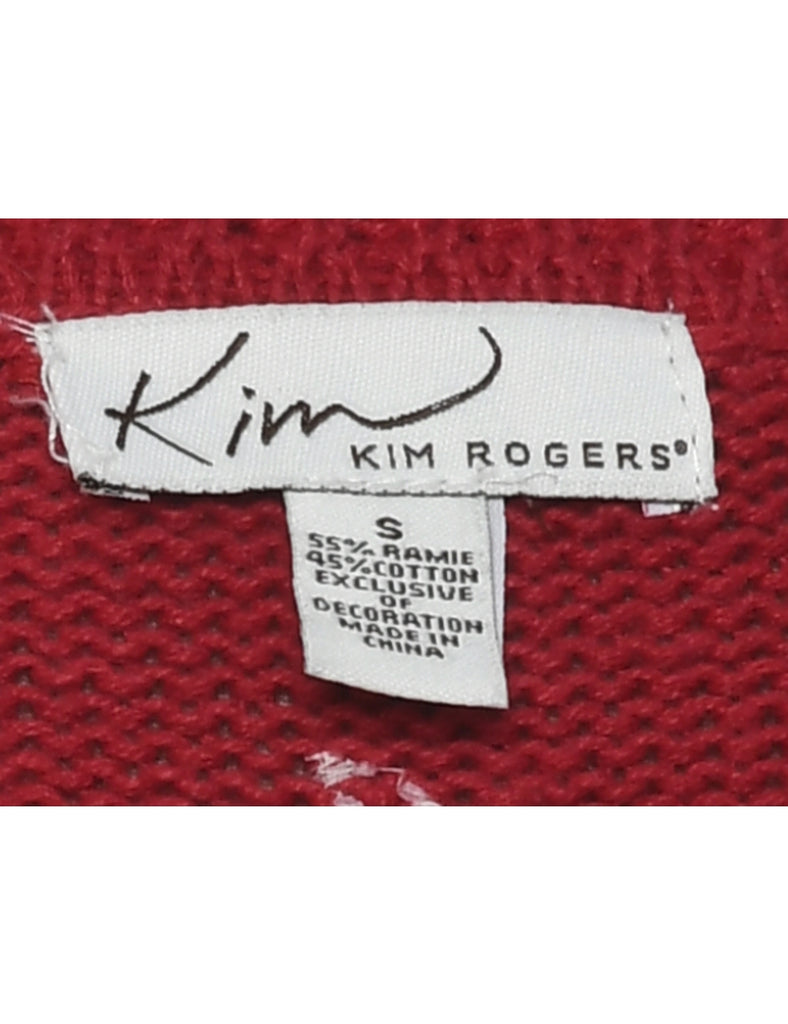 Kim
KIM ROGERS®
S
55% RAMIE
45% COTTON
EXCLUSIVE
OF
DECORATION
MADE IN
CHINA